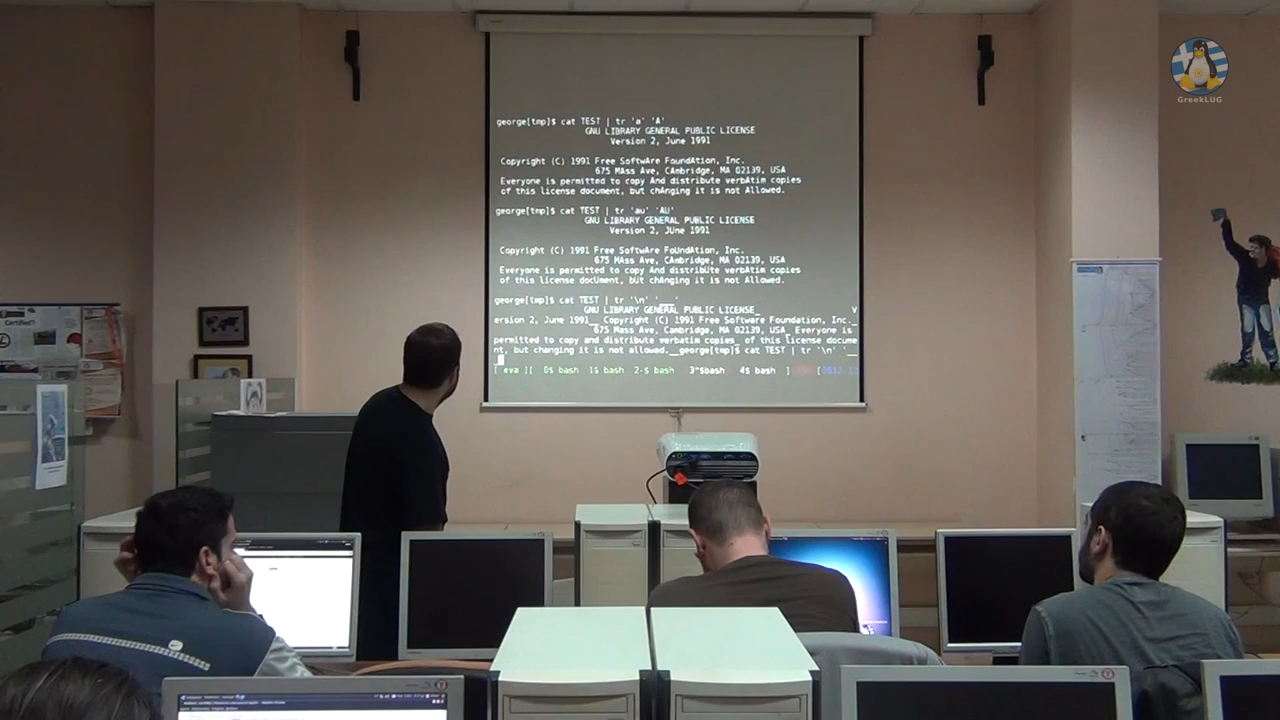 GreekLUG
george[tmp]$ cat TEST | tr 'a' 'A'
GNU LIBRARY GENERAL PUBLIC LICENSE
Version 2, June 1991
Copyright (C) 1991 Free SoftwAre FoundAtion, Inc.
675 MAss Ave, CAmbridge, MA 02139, USA
Everyone is permitted to copy And distribute verbAtim copies
of this license document, but chAnging it is not Allowed.
george[tmp]$ cat TEST | tr 'au' 'AU'
GNU LIBRARY GENERAL PUBLIC LICENSE
Version 2, JUne 1991
Copyright (C) 1991 Free SoftwAre FoUndAtion, Inc.
675 MAss Ave, CAmbridge, MA 02139, USA
Everyone is permitted to copy And distribUte verbAtim copies
of this license docUment, bUt chAnging it is not Allowed.
george[tmp]$ cat TEST | tr '\n' '___'
GNU LIBRARY GENERAL PUBLIC LICENSE_ V
ersion 2, June 1991__ Copyright (C) 1991 Free Software Foundation, Inc._
675 Mass Ave, Cambridge, MA 02139, USA_ Everyone is
permitted to copy and distribute verbatim copies_ of this license docume
nt, but changing it is not allowed.__george[tmp]$ cat TEST | tr '\n' '__
[ eva ][ 0$ bash 1$ bash 2-$ bash 3*$bash 4$ bash ] [2012-12
Certified